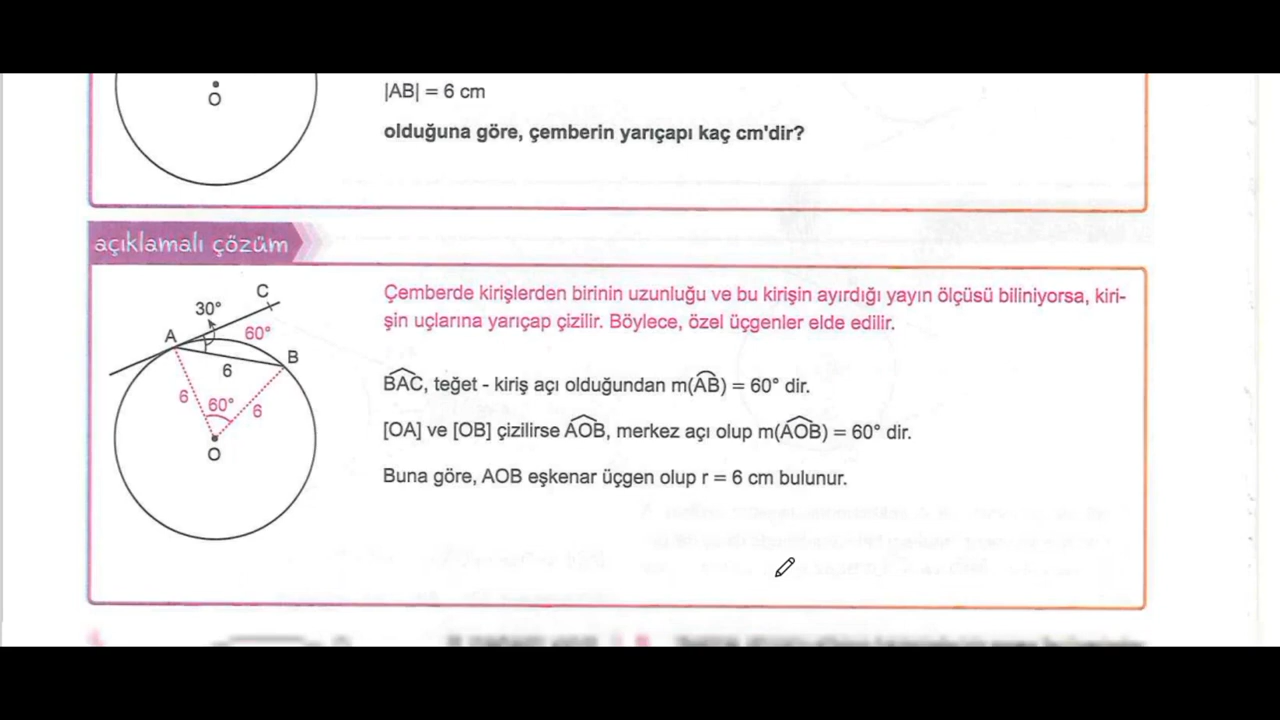 O
|AB| = 6 cm
olduğuna göre, çemberin yarıçapı kaç cm'dir?
açıklamalı çözüm
C
30°
60°
A
B
6
6
60°
6
O
Çemberde kirişlerden birinin uzunluğu ve bu kirişin ayırdığı yayın ölçüsü biliniyorsa, kiri-
şin uçlarına yarıçap çizilir. Böylece, özel üçgenler elde edilir.
BAC, teğet - kiriş açı olduğundan m(AB) = 60° dir.
[OA] ve [OB] çizilirse AOB, merkez açı olup m(AOB) = 60° dir.
Buna göre, AOB eşkenar üçgen olup r = 6 cm bulunur.